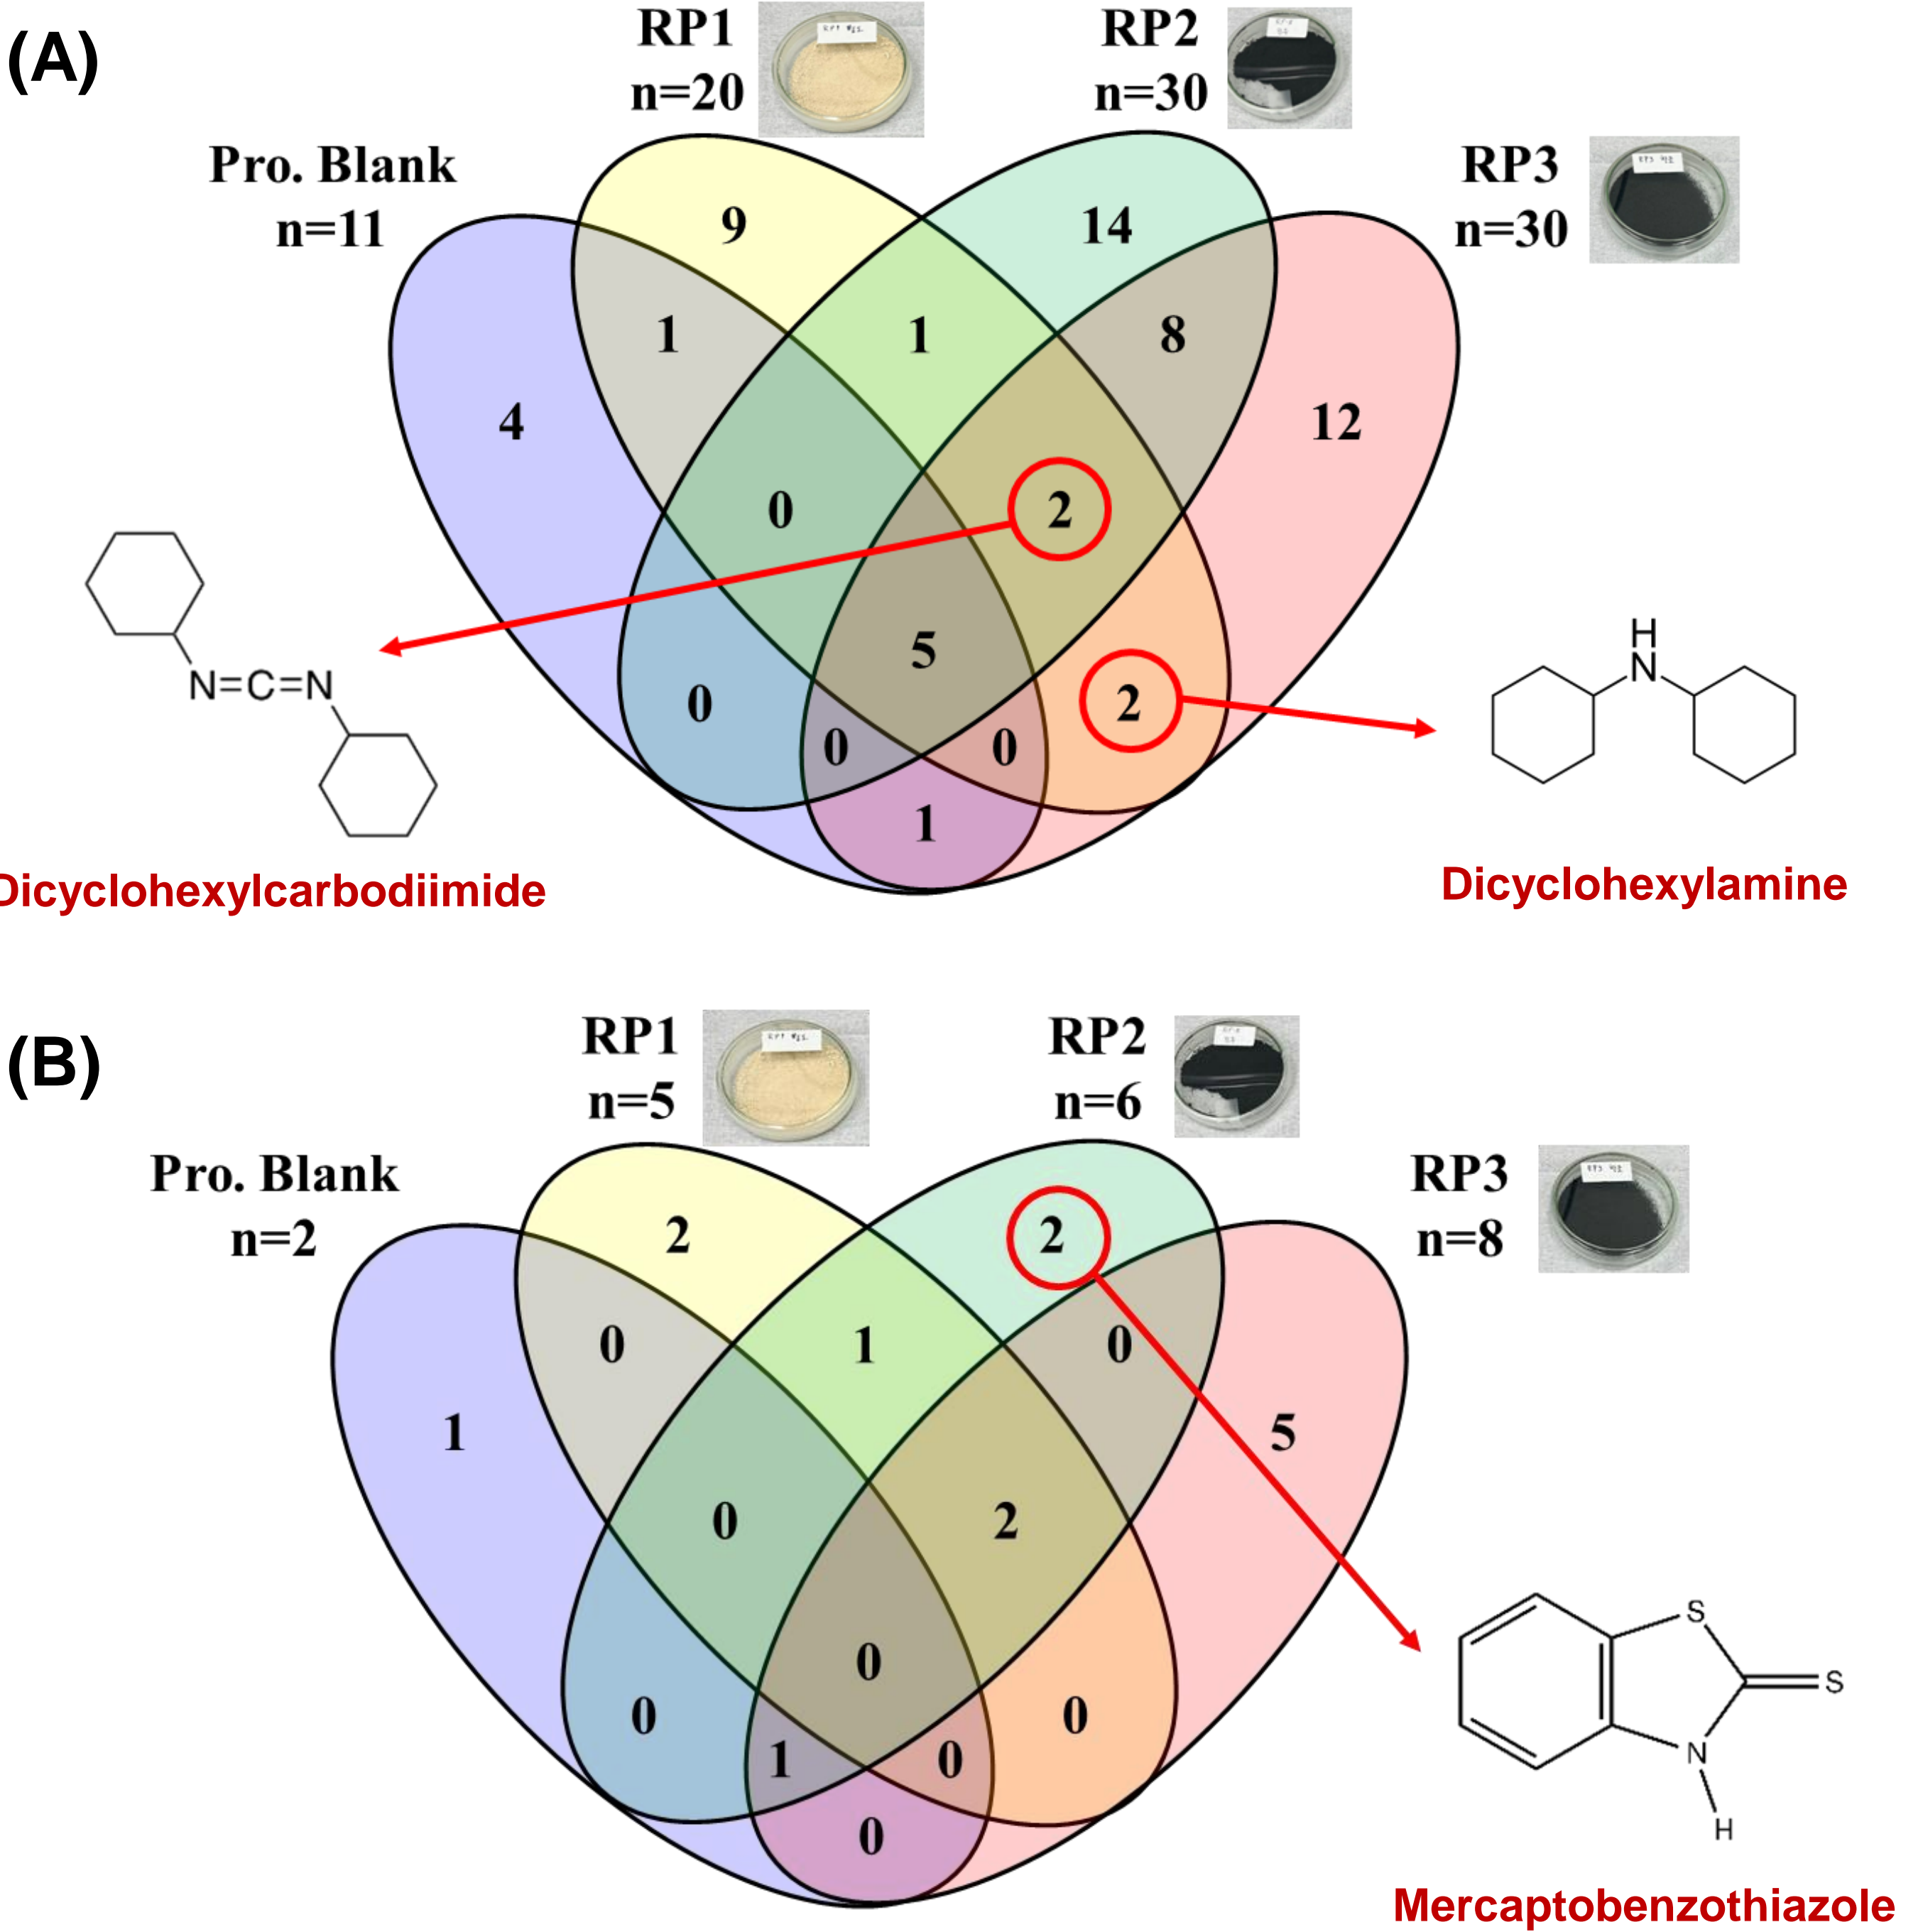 (A)
RP1
n=20
RP2
n=30
Pro. Blank
n=11
RP3
n=30
9
14
1
1
8
4
12
0
2
5
0
2
0
0
1
N=C=N
H
N
Dicyclohexylcarbodiimide
Dicyclohexylamine
(B)
RP1
n=5
RP2
n=6
Pro. Blank
n=2
RP3
n=8
2
2
0
1
0
1
5
0
2
0
0
0
1
0
0
S
S
N
H
Mercaptobenzothiazole